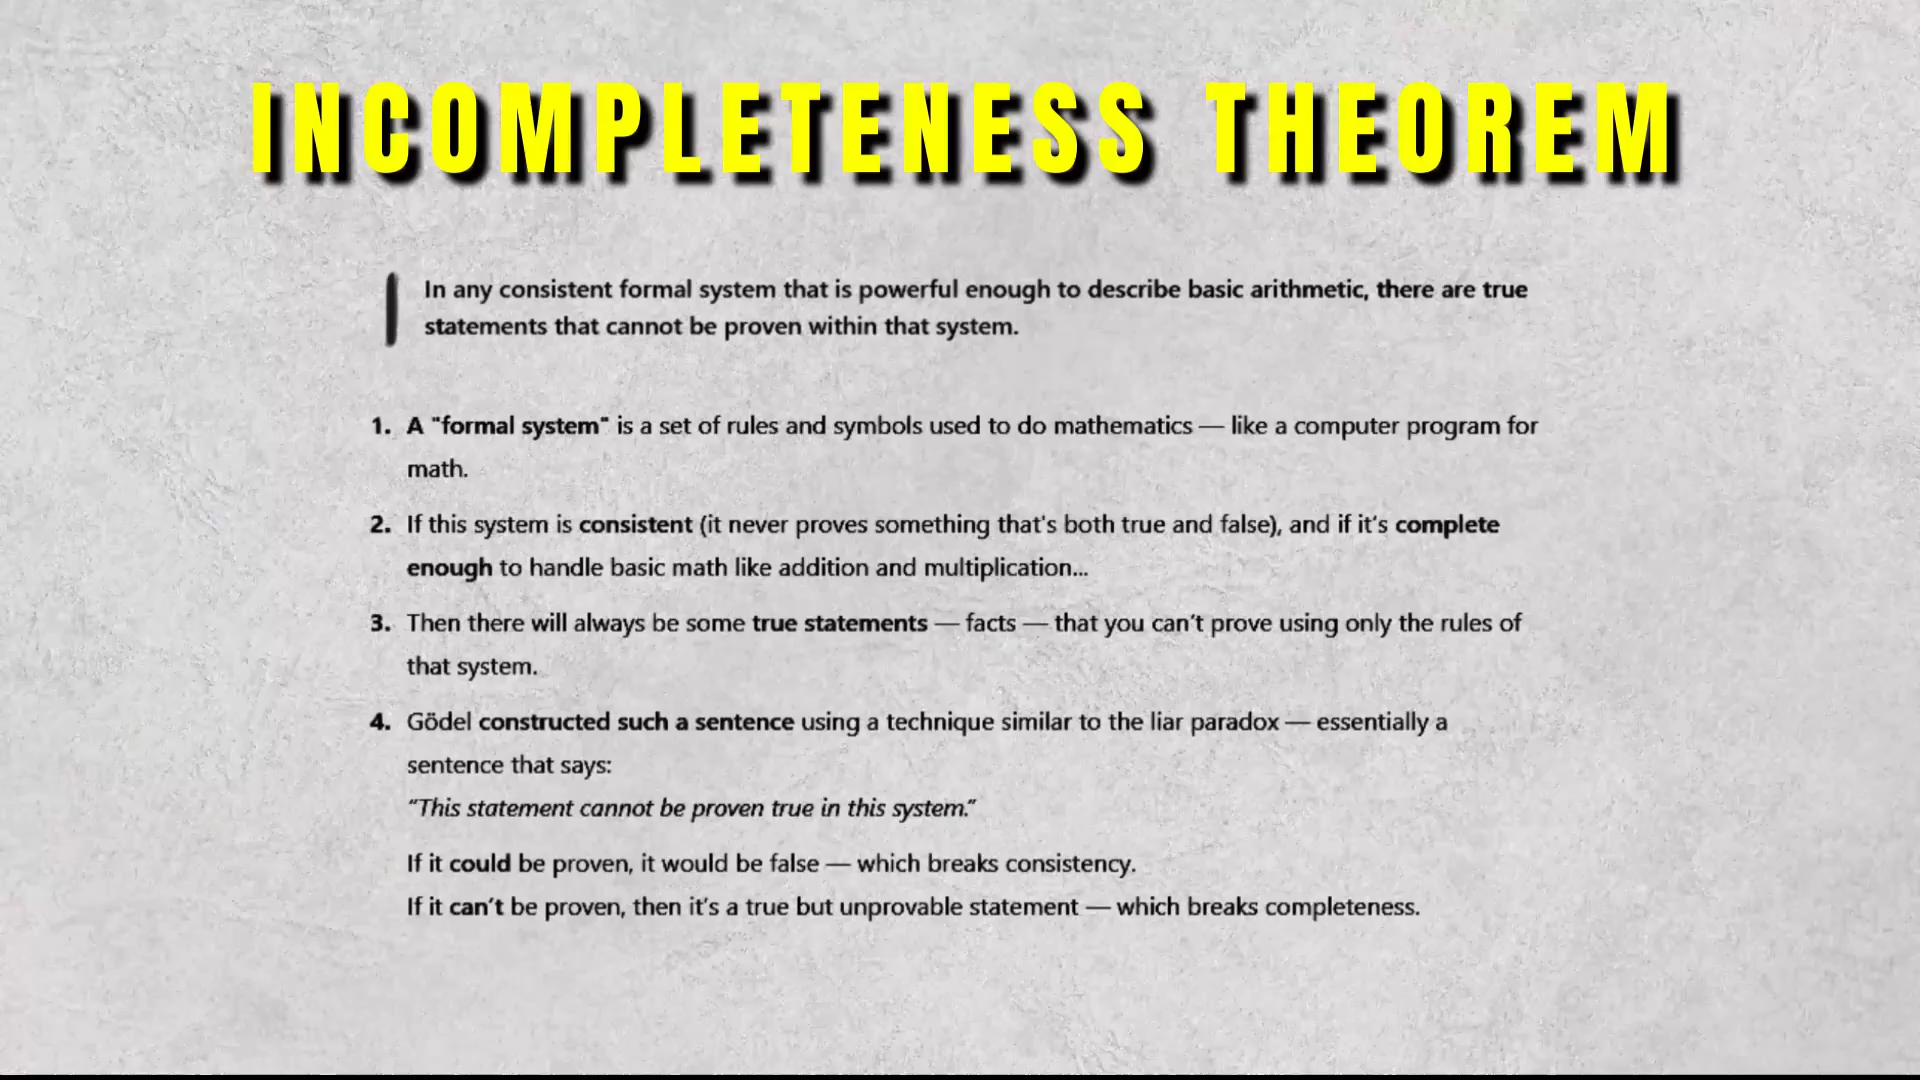 INCOMPLETENESS THEOREM
In any consistent formal system that is powerful enough to describe basic arithmetic, there are true
statements that cannot be proven within that system.
1. A "formal system" is a set of rules and symbols used to do mathematics — like a computer program for
math.
2. If this system is consistent (it never proves something that's both true and false), and if it's complete
enough to handle basic math like addition and multiplication...
3. Then there will always be some true statements — facts — that you can't prove using only the rules of
that system.
4. Gödel constructed such a sentence using a technique similar to the liar paradox — essentially a
sentence that says:
“This statement cannot be proven true in this system.”
If it could be proven, it would be false — which breaks consistency.
If it can't be proven, then it's a true but unprovable statement — which breaks completeness.